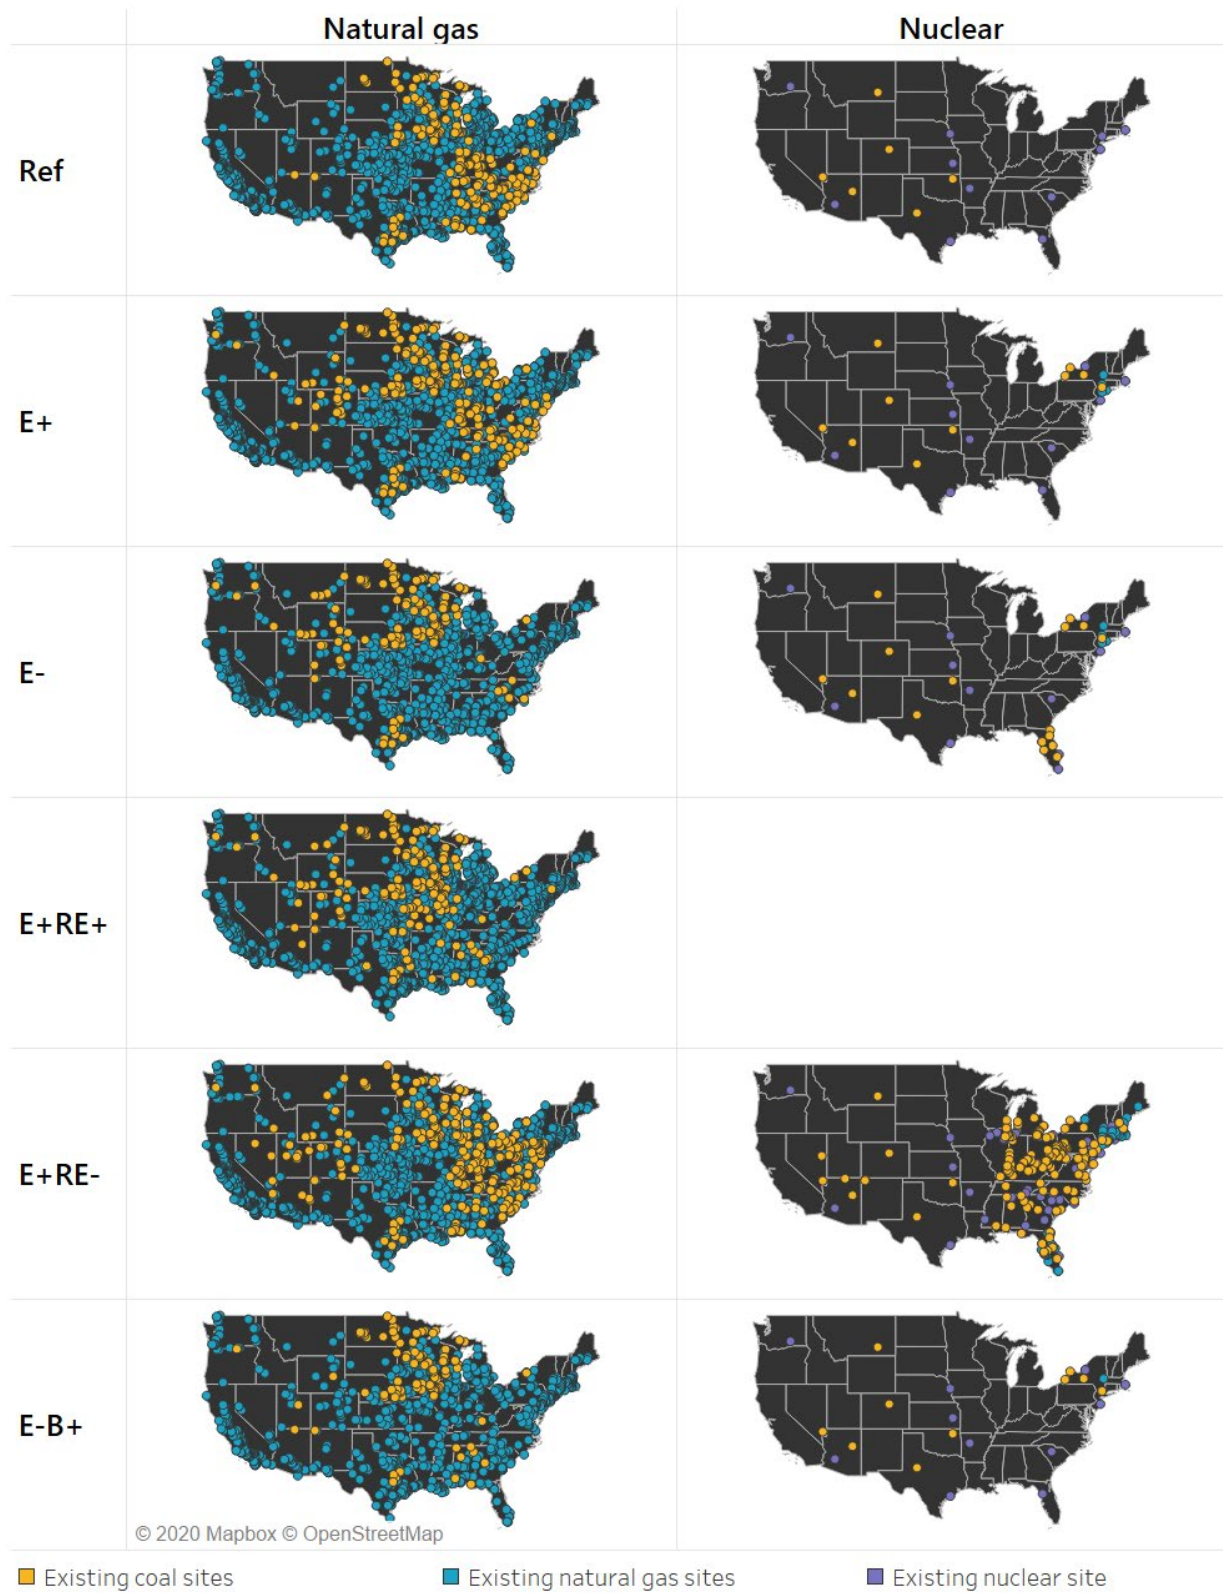 Natural gas Nuclear
Ref
E+
E-
E+RE+
E+RE-
E-B+
© 2020 Mapbox © OpenStreetMap
Existing coal sites Existing natural gas sites Existing nuclear site